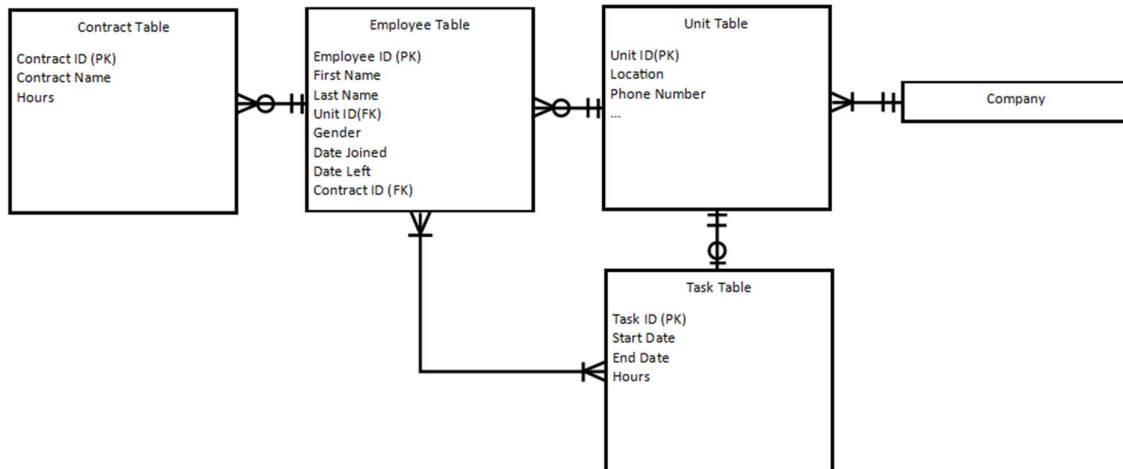 Contract Table
Contract ID (PK)
Contract Name
Hours
Employee Table
Employee ID (PK)
First Name
Last Name
Unit ID(FK)
Gender
Date Joined
Date Left
Contract ID (FK)
Unit Table
Unit ID(PK)
Location
Phone Number
...
Company
Task Table
Task ID (PK)
Start Date
End Date
Hours